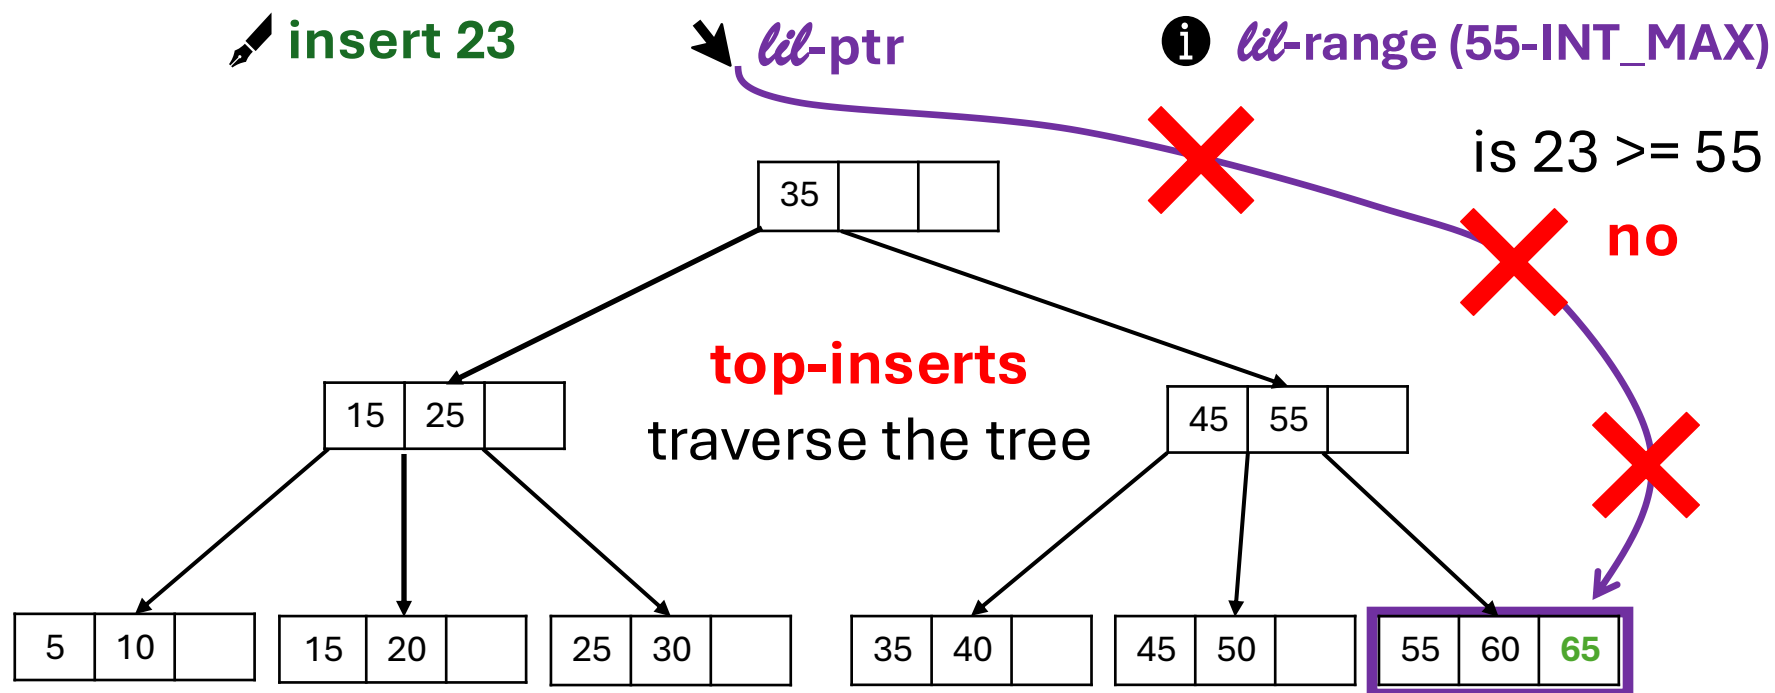 insert 23
lil-ptr
lil-range (55-INT_MAX)
is 23 >= 55
no
35
top-inserts
traverse the tree
15 25
45 55
5 10
15 20
25 30
35 40
45 50
55 60 65